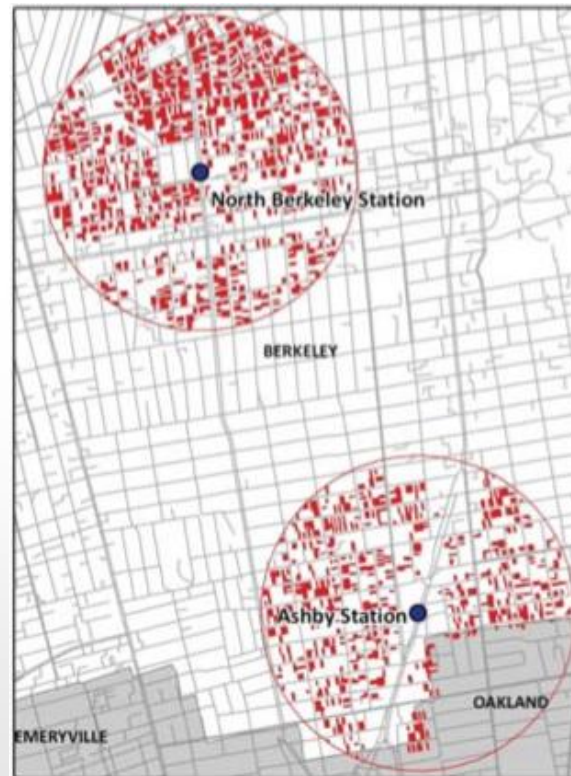 North Berkeley Station
BERKELEY
Ashby Station
OAKLAND
EMERYVILLE